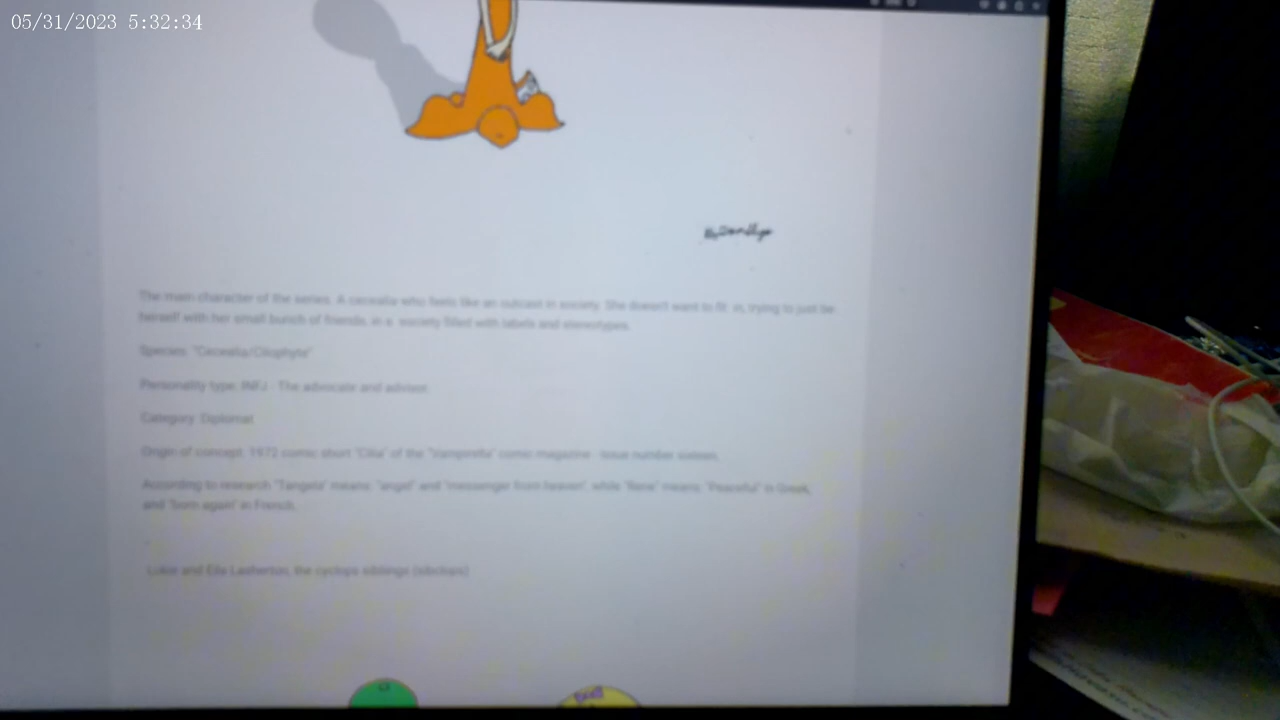 05/31/2023 5:32:34
The main character of the series. A cecealia who feels like an outcast in society. She doesn't want to fit in, trying to just be
herself with her small bunch of friends, in a society filled with labels and stereotypes.
Species: "Cecealia/Cilophyte"
Personality type: INFJ - The advocate and advisor
Category: Diplomat
Origin of concept: 1972 comic short "Cilia" of the "Vampirella" comic magazine - issue number sixteen.
According to research "Tangela" means: "angel" and "messenger from heaven", while "Rene" means: "Peaceful" in Greek,
and "born again" in French.
and Eila Lasherton, the cyclops siblings (sibclops)